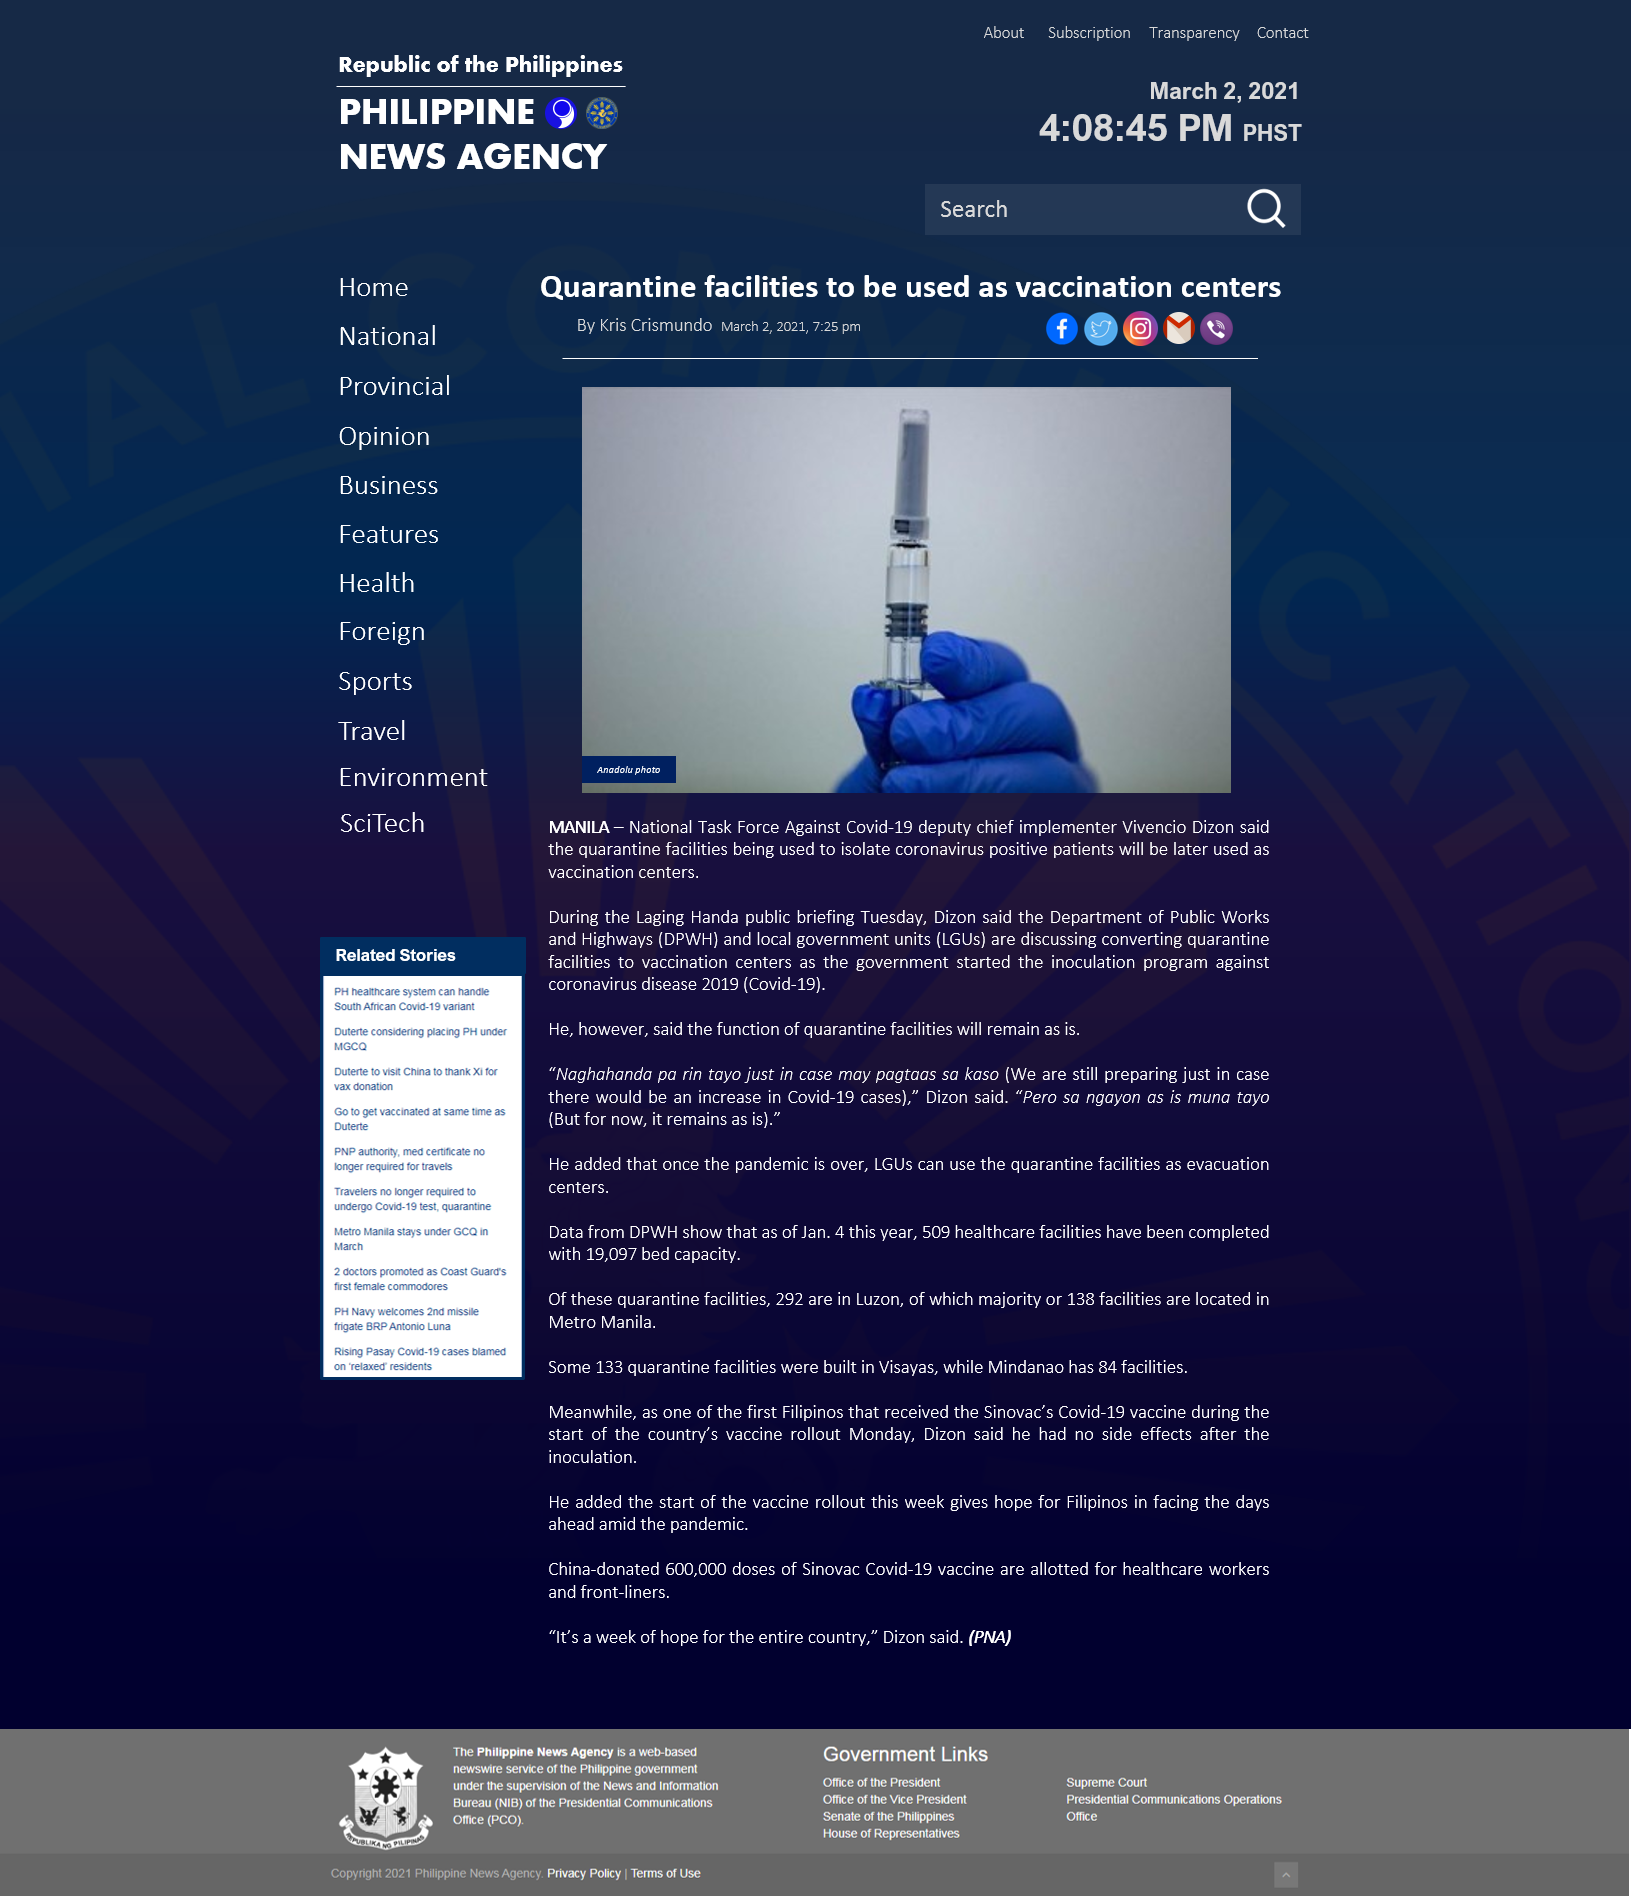 About Subscription Transparency Contact
Republic of the Philippines
PHILIPPINE
NEWS AGENCY
March 2, 2021
4:08:45 PM PHST
Search
Home
National
Provincial
Opinion
Business
Features
Health
Foreign
Sports
Travel
Environment
SciTech
Quarantine facilities to be used as vaccination centers
By Kris Crismundo March 2, 2021, 7:25 pm
Anadolu photo
MANILA – National Task Force Against Covid-19 deputy chief implementer Vivencio Dizon said
the quarantine facilities being used to isolate coronavirus positive patients will be later used as
vaccination centers.
During the Laging Handa public briefing Tuesday, Dizon said the Department of Public Works
and Highways (DPWH) and local government units (LGUs) are discussing converting quarantine
facilities to vaccination centers as the government started the inoculation program against
coronavirus disease 2019 (Covid-19).
He, however, said the function of quarantine facilities will remain as is.
“Naghahanda pa rin tayo just in case may pagtaas sa kaso (We are still preparing just in case
there would be an increase in Covid-19 cases),” Dizon said. “Pero sa ngayon as is muna tayo
(But for now, it remains as is).”
He added that once the pandemic is over, LGUs can use the quarantine facilities as evacuation
centers.
Data from DPWH show that as of Jan. 4 this year, 509 healthcare facilities have been completed
with 19,097 bed capacity.
Of these quarantine facilities, 292 are in Luzon, of which majority or 138 facilities are located in
Metro Manila.
Some 133 quarantine facilities were built in Visayas, while Mindanao has 84 facilities.
Meanwhile, as one of the first Filipinos that received the Sinovac’s Covid-19 vaccine during the
start of the country’s vaccine rollout Monday, Dizon said he had no side effects after the
inoculation.
He added the start of the vaccine rollout this week gives hope for Filipinos in facing the days
ahead amid the pandemic.
China-donated 600,000 doses of Sinovac Covid-19 vaccine are allotted for healthcare workers
and front-liners.
“It’s a week of hope for the entire country,” Dizon said. (PNA)
Related Stories
PH healthcare system can handle
South African Covid-19 variant
Duterte considering placing PH under
MGCQ
Duterte to visit China to thank Xi for
vax donation
Go to get vaccinated at same time as
Duterte
PNP authority, med certificate no
longer required for travels
Travelers no longer required to
undergo Covid-19 test, quarantine
Metro Manila stays under GCQ in
March
2 doctors promoted as Coast Guard's
first female commodores
PH Navy welcomes 2nd missile
frigate BRP Antonio Luna
Rising Pasay Covid-19 cases blamed
on ‘relaxed’ residents
REPUBLIKA NG PILIPINAS
The Philippine News Agency is a web-based
newswire service of the Philippine government
under the supervision of the News and Information
Bureau (NIB) of the Presidential Communications
Office (PCO).
Government Links
Office of the President
Office of the Vice President
Senate of the Philippines
House of Representatives
Supreme Court
Presidential Communications Operations
Office
Copyright 2021 Philippine News Agency. Privacy Policy | Terms of Use